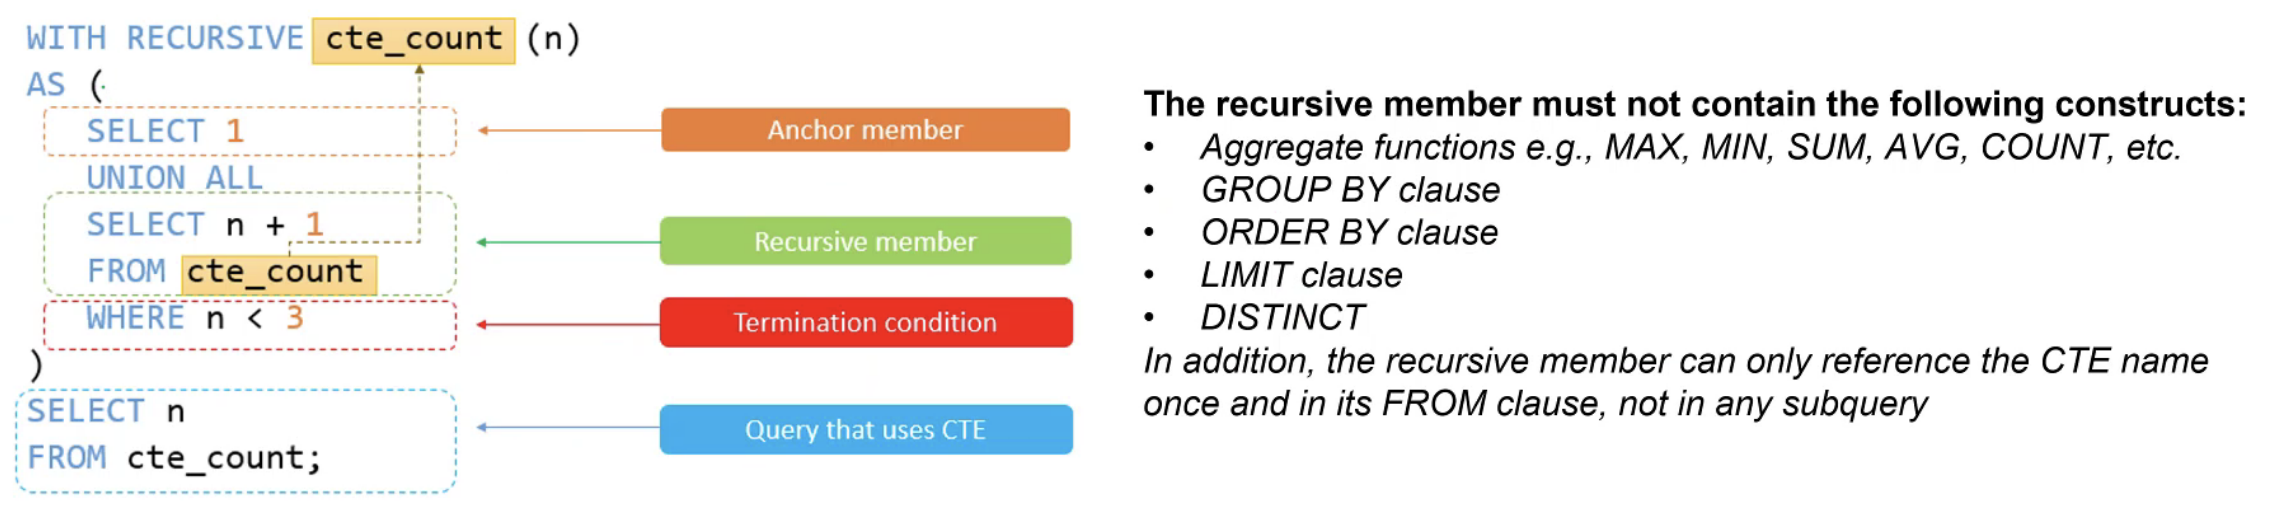 WITH RECURSIVE cte_count (n)
AS (
SELECT 1
UNION ALL
SELECT n + 1
FROM cte_count
WHERE n < 3
)
SELECT n
FROM cte_count;
Anchor member
Recursive member
Termination condition
Query that uses CTE
The recursive member must not contain the following constructs:
• Aggregate functions e.g., MAX, MIN, SUM, AVG, COUNT, etc.
• GROUP BY clause
• ORDER BY clause
• LIMIT clause
• DISTINCT
In addition, the recursive member can only reference the CTE name
once and in its FROM clause, not in any subquery